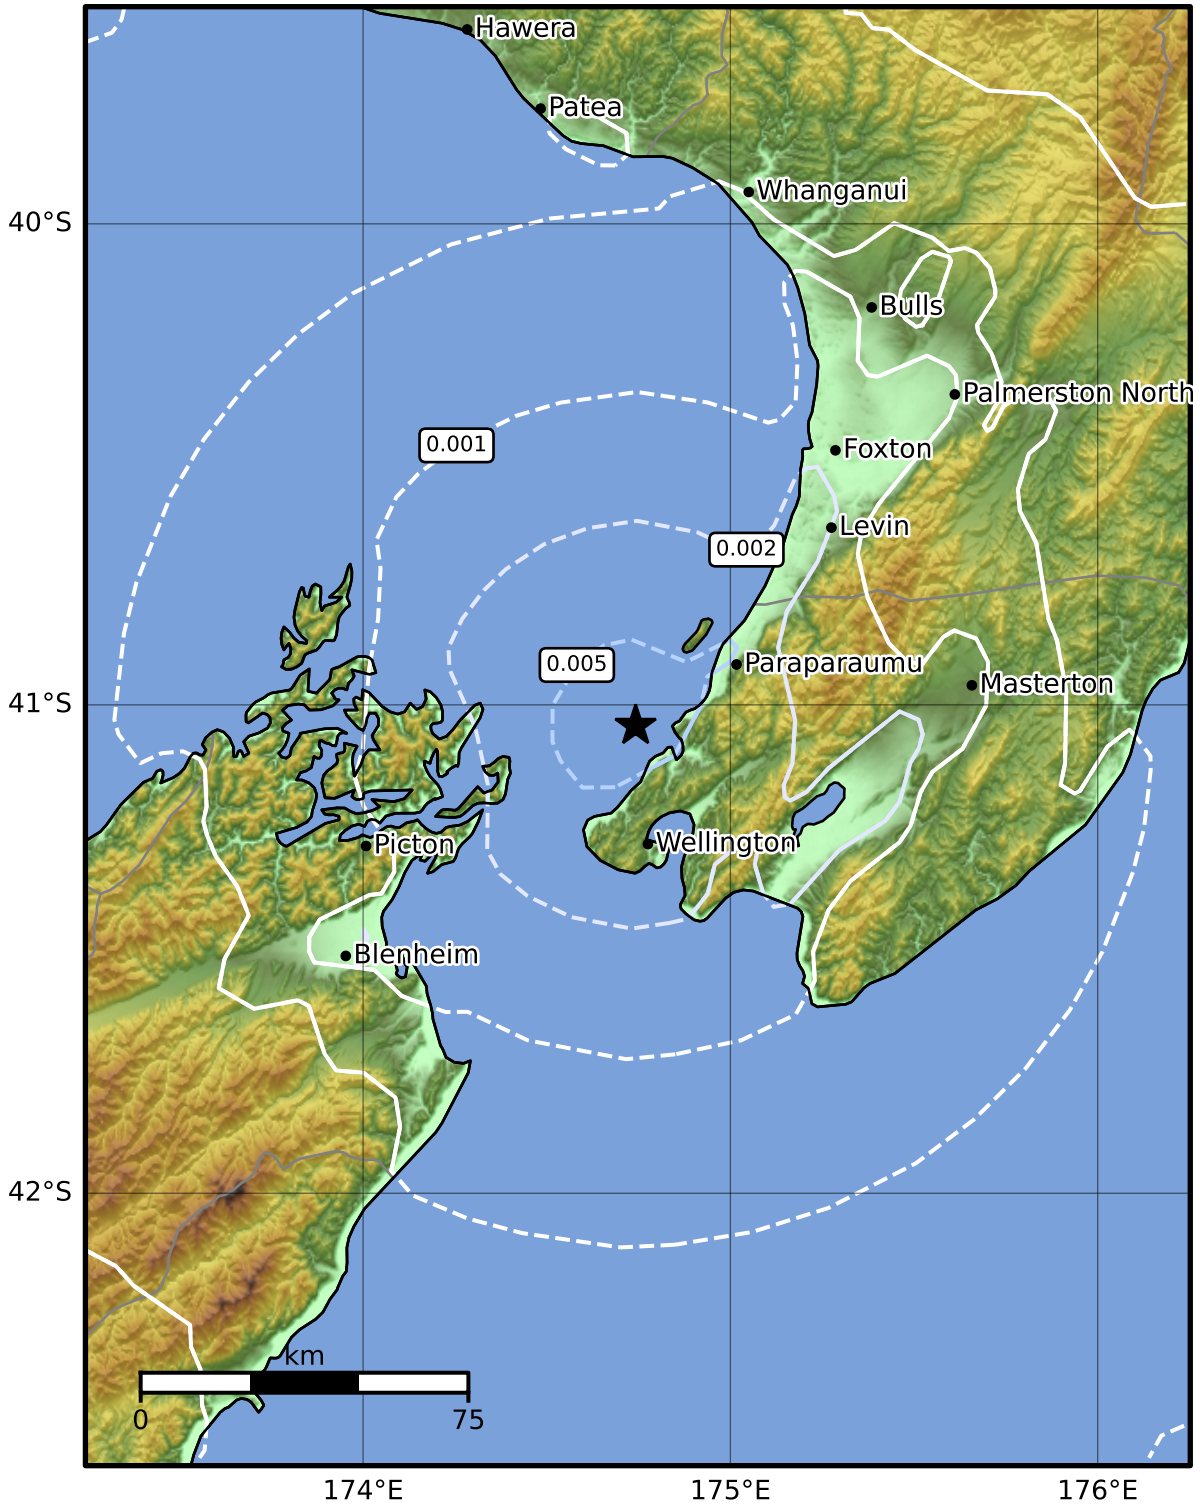 Hawera
Patea
Whanganui
40°S
Bulls
Palmerston North
0.001
Foxton
Levin
0.002
0.005
Paraparaumu
Masterton
41°S
Picton
Wellington
Blenheim
42°S
km
0
75
174°E
175°E
176°E